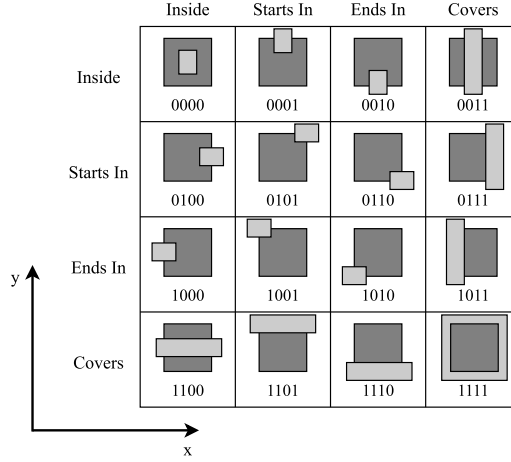 Inside Starts In Ends In Covers
Inside
0000 0001 0010 0011
Starts In
0100 0101 0110 0111
Ends In
1000 1001 1010 1011
y
Covers
1100 1101 1110 1111
x